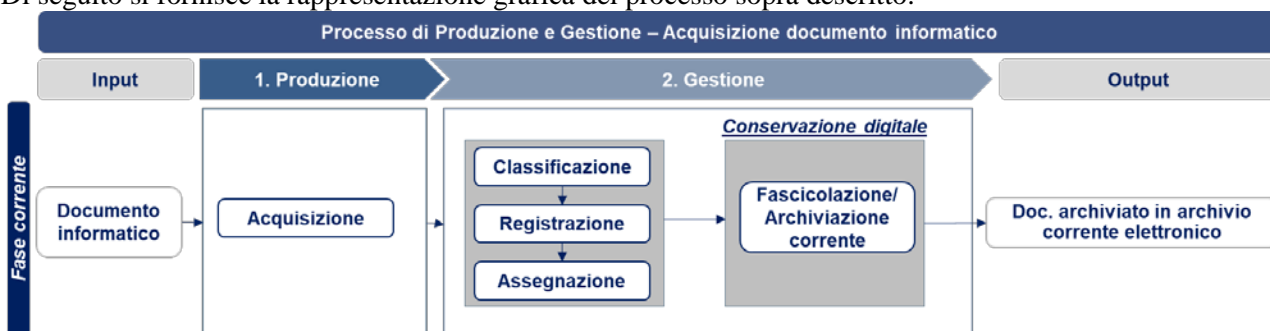 Di seguito si fornisce la rappresentazione grafica del processo sopra descritto:
Processo di Produzione e Gestione – Acquisizione documento informatico
Input
1. Produzione
2. Gestione
Output
Fase corrente
Documento
informatico
Acquisizione
Classificazione
Registrazione
Assegnazione
Conservazione digitale
Fascicolazione/
Archiviazione
corrente
Doc. archiviato in archivio
corrente elettronico